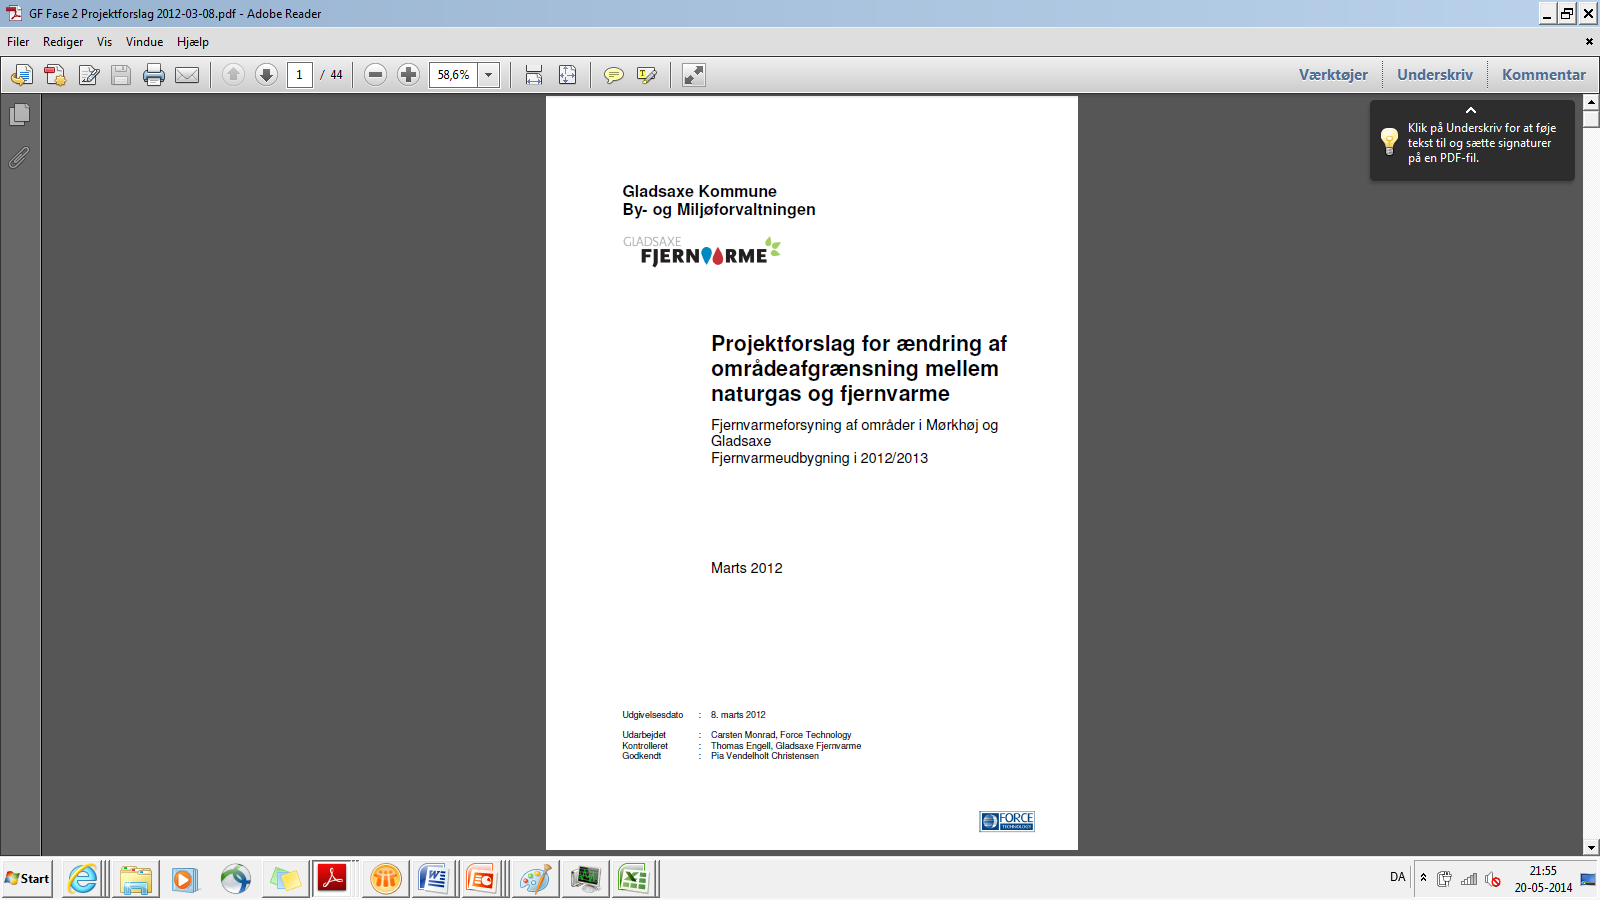 GF Fase 2 Projektforslag 2012-03-08.pdf - Adobe Reader
Filer Rediger Vis Vindue Hjælp
1 / 44 58,6% Værktøjer Underskriv Kommentar
Klik på Underskriv for at føje
tekst til og sætte signaturer
på en PDF-fil.
Gladsaxe Kommune
By- og Miljøforvaltningen
GLADSAXE
FJERNVARME
Projektforslag for ændring af
områdeafgrænsning mellem
naturgas og fjernvarme
Fjernvarmeforsyning af områder i Mørkhøj og
Gladsaxe
Fjernvarmeudbygning i 2012/2013
Marts 2012
Udgivelsesdato : 8. marts 2012
Udarbejdet : Carsten Monrad, Force Technology
Kontrolleret : Thomas Engell, Gladsaxe Fjernvarme
Godkendt : Pia Vendelholt Christensen
FORCE
TECHNOLOGY
Start
DA
21:55
20-05-2014